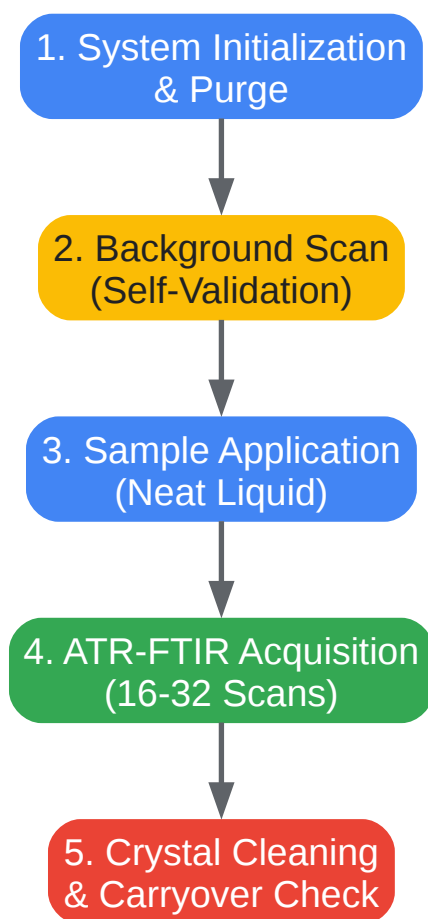 1. System Initialization
& Purge
2. Background Scan
(Self-Validation)
3. Sample Application
(Neat Liquid)
4. ATR-FTIR Acquisition
(16-32 Scans)
5. Crystal Cleaning
& Carryover Check